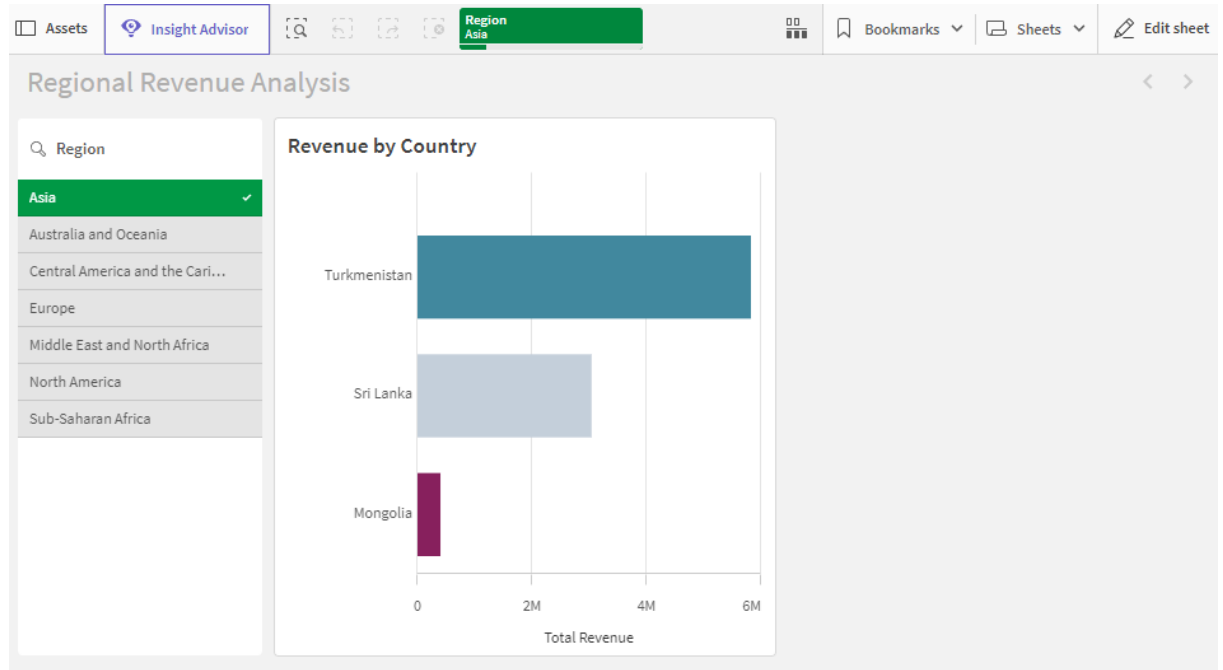 Assets
Insight Advisor
Region
Asia
Bookmarks
Sheets
Edit sheet
Regional Revenue Analysis
Region
Asia
Australia and Oceania
Central America and the Cari...
Europe
Middle East and North Africa
North America
Sub-Saharan Africa
Revenue by Country
Turkmenistan
Sri Lanka
Mongolia
0 2M 4M 6M
Total Revenue